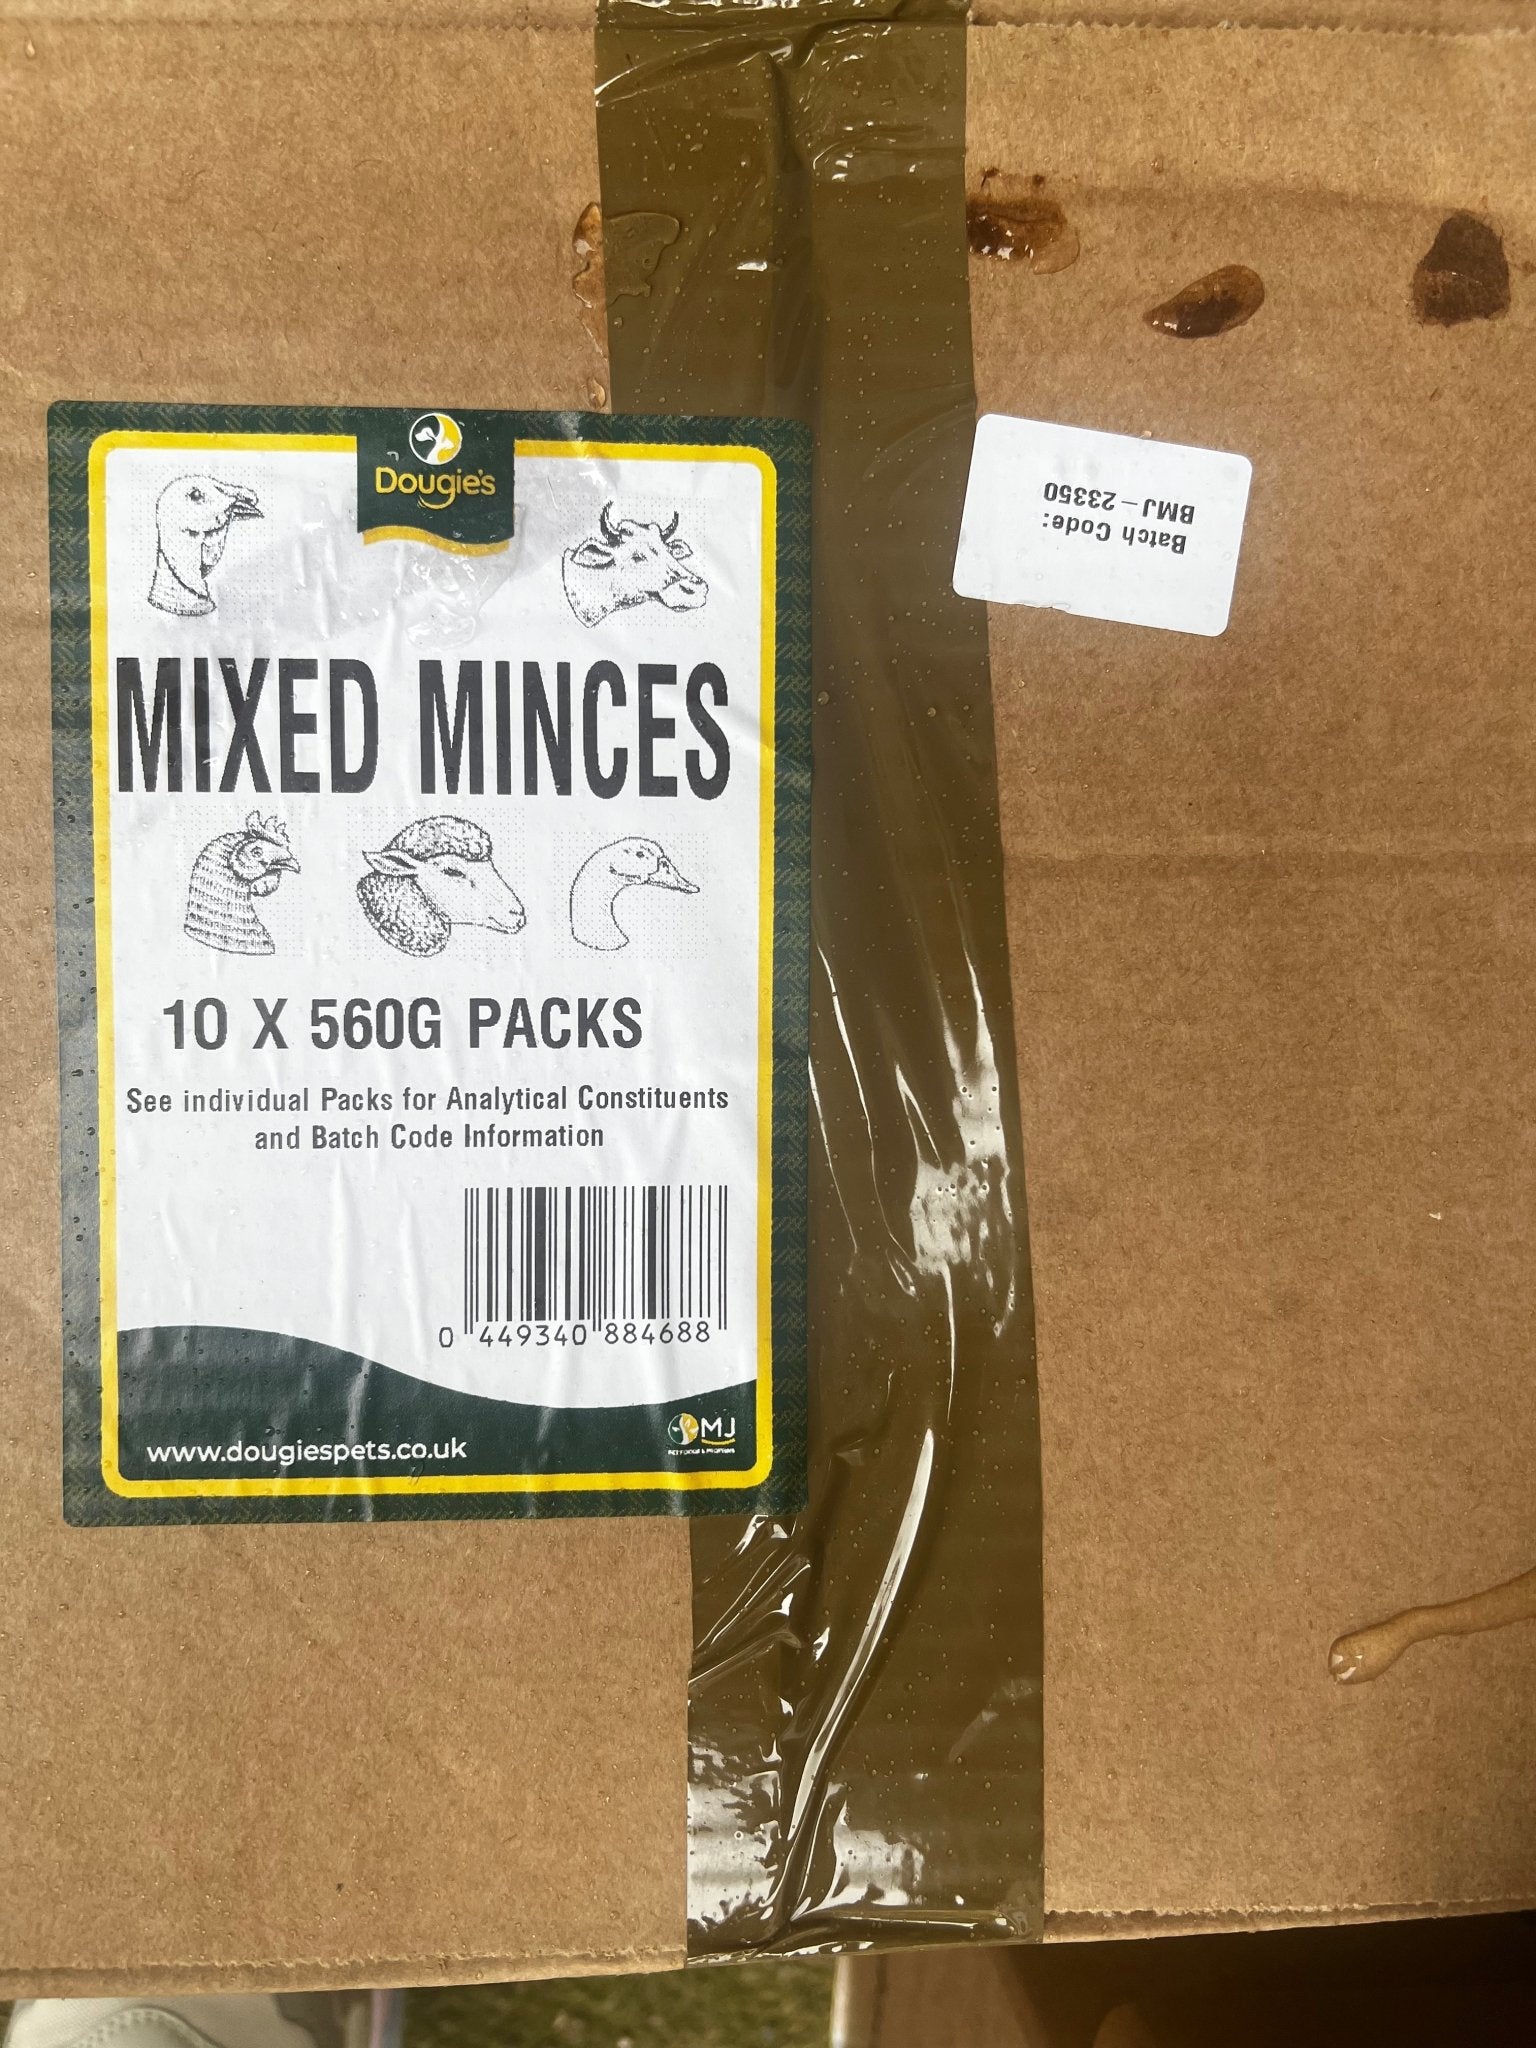 Dougie's
MIXED MINCES
10 X 560G PACKS
See individual Packs for Analytical Constituents
and Batch Code Information
0 449340 884688
www.dougiespets.co.uk
MJ
Batch Code:
BMJ – 23350